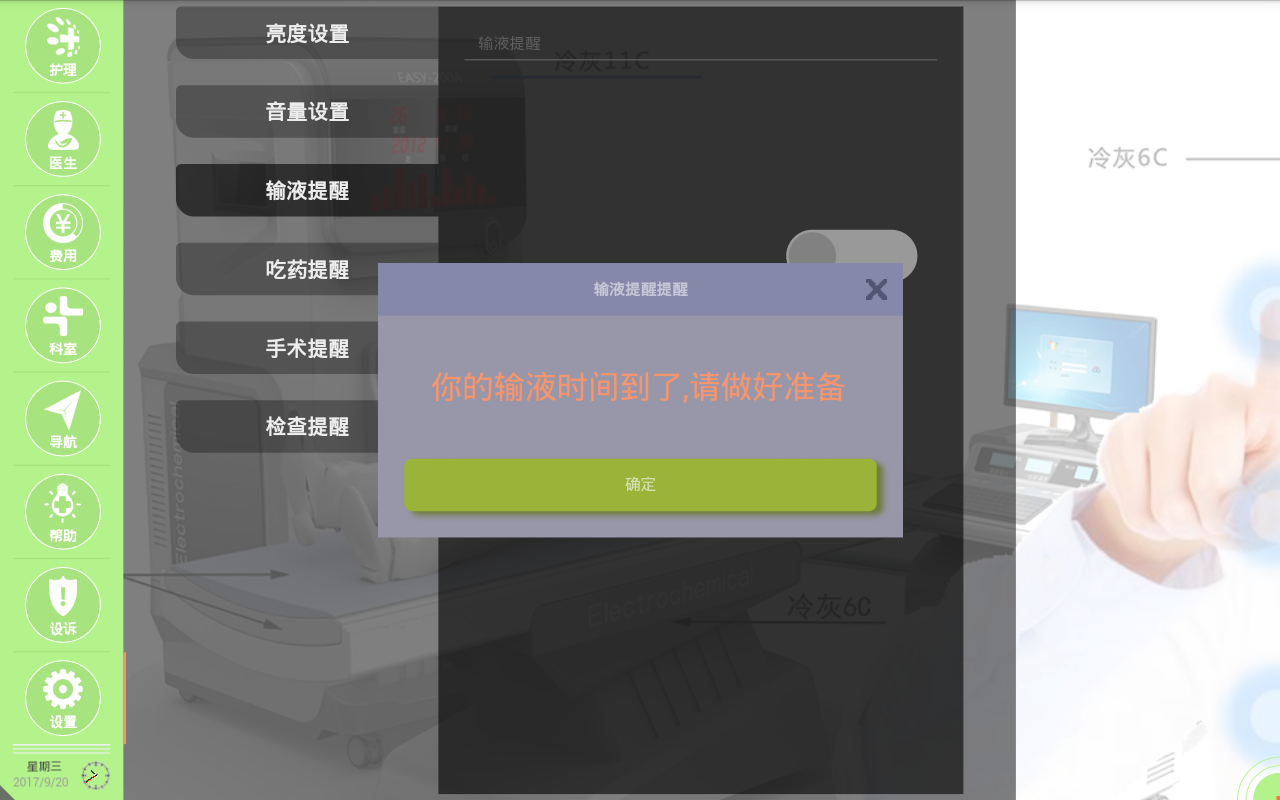 护理
医生
费用
科室
导航
帮助
设诉
设置
星期三
2017/9/20
亮度设置
音量设置
输液提醒
吃药提醒
手术提醒
检查提醒
输液提醒
冷灰11C
EASY-200A
2012
输液提醒提醒
你的输液时间到了,请做好准备
确定
Electrochemical
Electrochemical
冷灰6C
冷灰6C